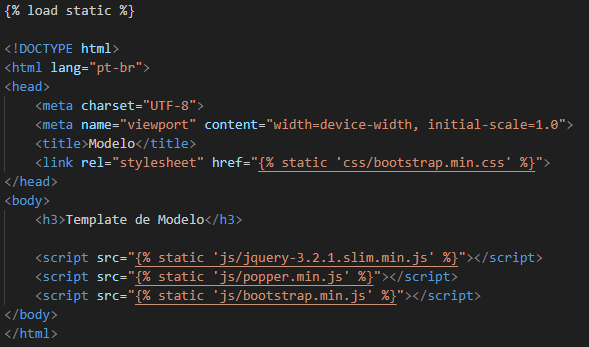 {% load static %}
<!DOCTYPE html>
<html lang="pt-br">
<head>
<meta charset="UTF-8">
<meta name="viewport" content="width=device-width, initial-scale=1.0">
<title>Modelo</title>
<link rel="stylesheet" href="{% static 'css/bootstrap.min.css' %}">
</head>
<body>
<h3>Template de Modelo</h3>
<script src="{% static 'js/jquery-3.2.1.slim.min.js' %}"></script>
<script src="{% static 'js/popper.min.js' %}"></script>
<script src="{% static 'js/bootstrap.min.js' %}"></script>
</body>
</html>